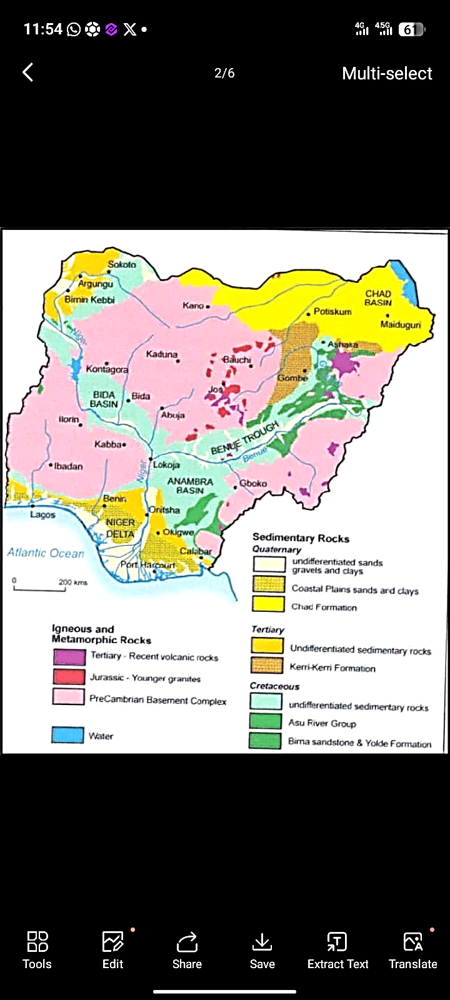 11:54
4G 4.5G 61
2/6
Multi-select
Sokoto
Argungu
Birnin Kebbi
CHAD
BASIN
Kano
Potiskum
Maiduguri
Niger
Ashaka
Kaduna
Bauchi
Kontagora
Gombe
Jos
BIDA
BASIN
Bida
Abuja
Ilorin
BENUE TROUGH
Kabba
Benue
Lokoja
Ibadan
Niger
ANAMBRA
BASIN
Gboko
Benin
Lagos
Onitsha
NIGER
DELTA
Okigwe
Calabar
Port Harcourt
Atlantic Ocean
0 200 kms
Sedimentary Rocks
Quaternary
undifferentiated sands
gravels and clays
Coastal Plains sands and clays
Chad Formation
Tertiary
Undifferentiated sedimentary rocks
Kerri-Kerri Formation
Cretaceous
undifferentiated sedimentary rocks
Asu River Group
Bima sandstone & Yolde Formation
Igneous and
Metamorphic Rocks
Tertiary - Recent volcanic rocks
Jurassic - Younger granites
PreCambrian Basement Complex
Water
Tools
Edit
Share
Save
Extract Text
Translate